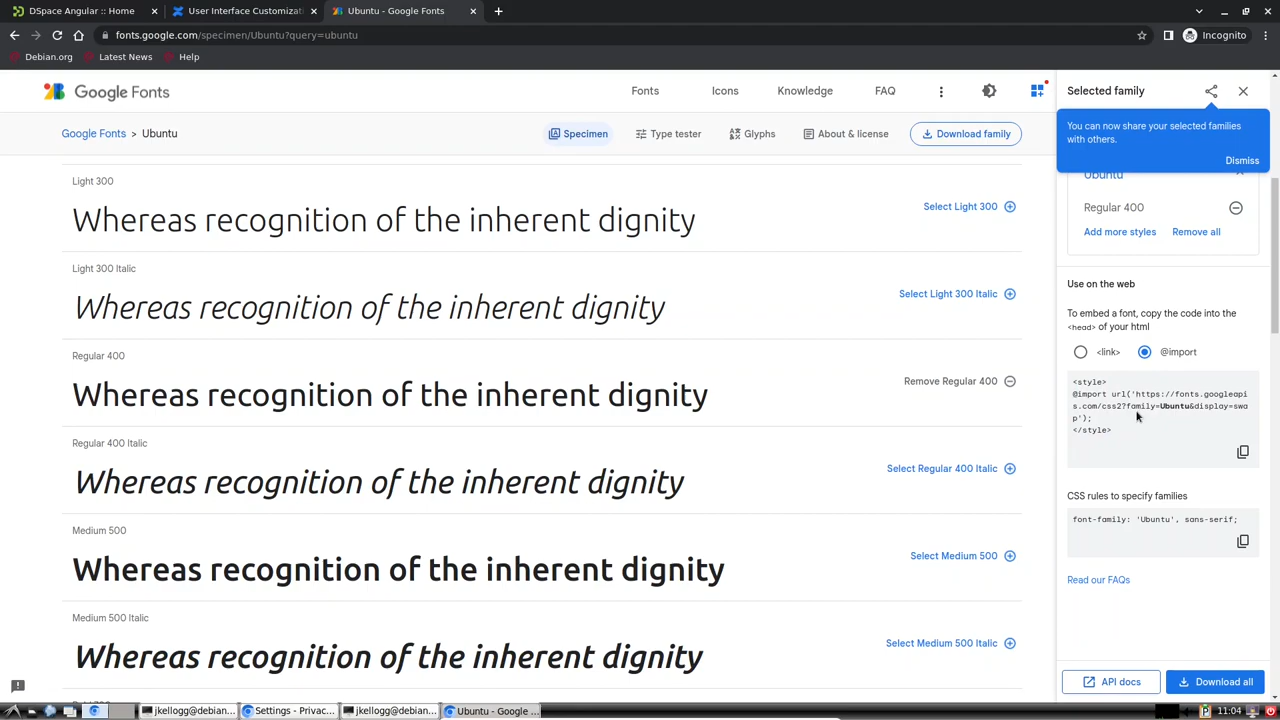 DSpace Angular :: Home
User Interface Customizati
Ubuntu - Google Fonts
fonts.google.com/specimen/Ubuntu?query=ubuntu
Incognito
Debian.org
Latest News
Help
Google Fonts
Fonts
Icons
Knowledge
FAQ
Selected family
Google Fonts > Ubuntu
Specimen
Type tester
Glyphs
About & license
Download family
You can now share your selected families
with others.
Dismiss
Ubuntu
Regular 400
Add more styles
Remove all
Light 300
Whereas recognition of the inherent dignity
Select Light 300
Light 300 Italic
Whereas recognition of the inherent dignity
Select Light 300 Italic
Regular 400
Whereas recognition of the inherent dignity
Remove Regular 400
Regular 400 Italic
Whereas recognition of the inherent dignity
Select Regular 400 Italic
Medium 500
Whereas recognition of the inherent dignity
Select Medium 500
Medium 500 Italic
Whereas recognition of the inherent dignity
Select Medium 500 Italic
Use on the web
To embed a font, copy the code into the
<head> of your html
<link>
@import
<style>
@import url('https://fonts.googleapi
s.com/css2?family=Ubuntu&display=swa
p');
</style>
CSS rules to specify families
font-family: 'Ubuntu', sans-serif;
Read our FAQs
API docs
Download all
jkellogg@debian...
Settings - Privac...
jkellogg@debian...
Ubuntu - Google ...
11:04